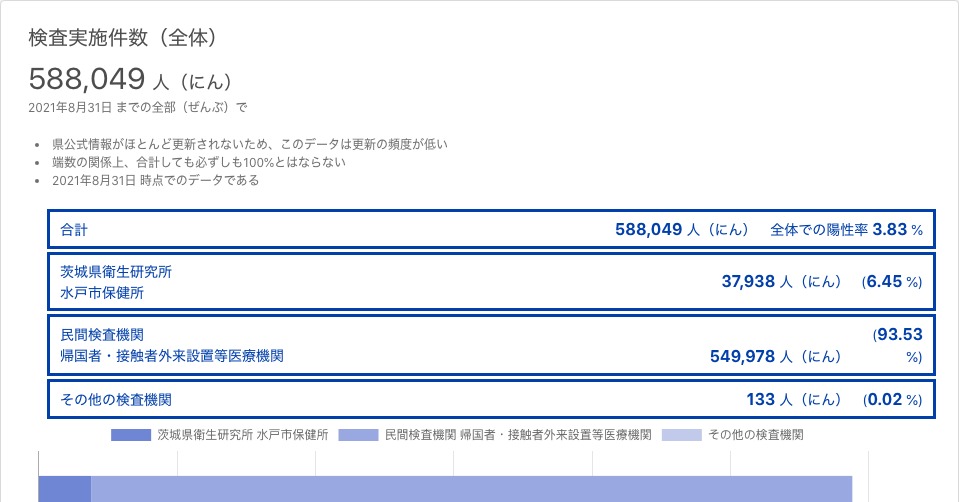 検査実施件数（全体）
588,049 人（にん）
2021年8月31日 までの全部（ぜんぶ）で
• 県公式情報がほとんど更新されないため、このデータは更新の頻度が低い
• 端数の関係上、合計しても必ずしも100%とはならない
• 2021年8月31日 時点でのデータである
合計 588,049 人（にん） 全体での陽性率 3.83 %
茨城県衛生研究所
水戸市保健所 37,938 人（にん） (6.45 %)
民間検査機関 (93.53
帰国者・接触者外来設置等医療機関 549,978 人（にん） %)
その他の検査機関 133 人（にん） (0.02 %)
茨城県衛生研究所 水戸市保健所 民間検査機関 帰国者・接触者外来設置等医療機関 その他の検査機関